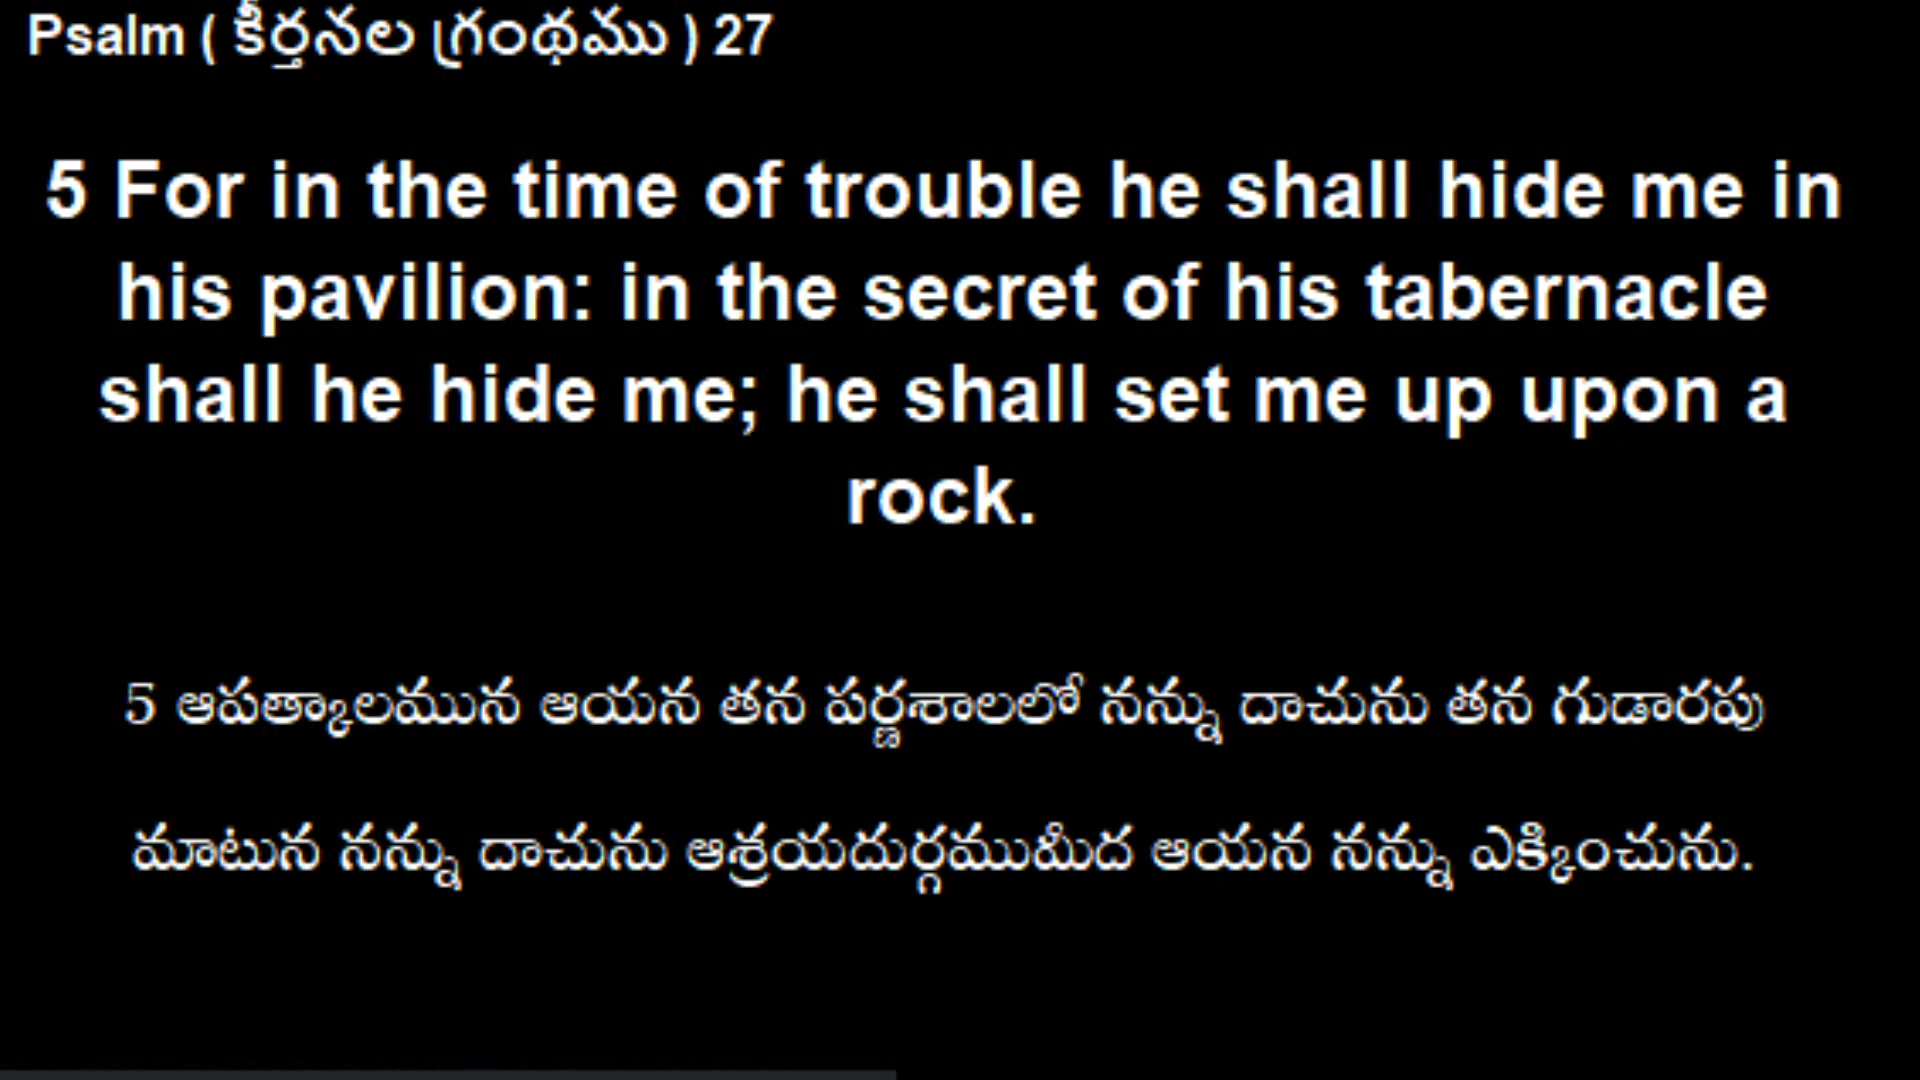 Psalm ( కీర్తనల గ్రంథము ) 27
5 For in the time of trouble he shall hide me in
his pavilion: in the secret of his tabernacle
shall he hide me; he shall set me up upon a
rock.
5 ఆపత్కాలమున ఆయన తన పర్ణశాలలో నన్ను దాచును తన గుడారపు
మాటున నన్ను దాచును ఆశ్రయదుర్గముమీద ఆయన నన్ను ఎక్కించును.